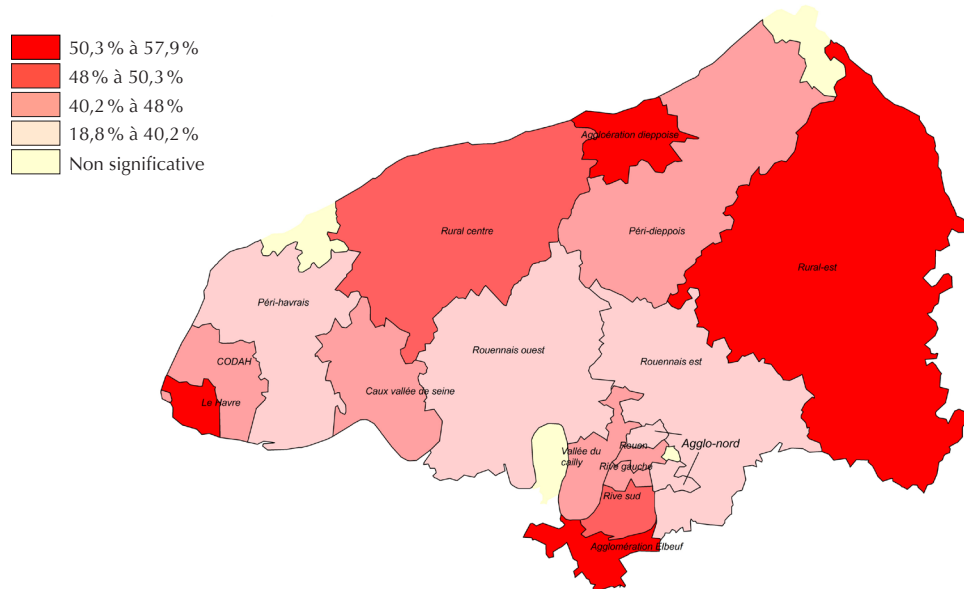 50,3 % à 57,9 %
48 % à 50,3 %
40,2 % à 48 %
18,8 % à 40,2 %
Non significative
Aggloération dieppoise
Rural centre
Péri-dieppois
Rural-est
Péri-havrais
Rouennais ouest
Rouennais est
CODAH
Caux vallée de seine
Le Havre
Agglo-nord
Rouen
Vallée du
cailly
Rive gauche
Rive sud
Agglomération Elbeuf